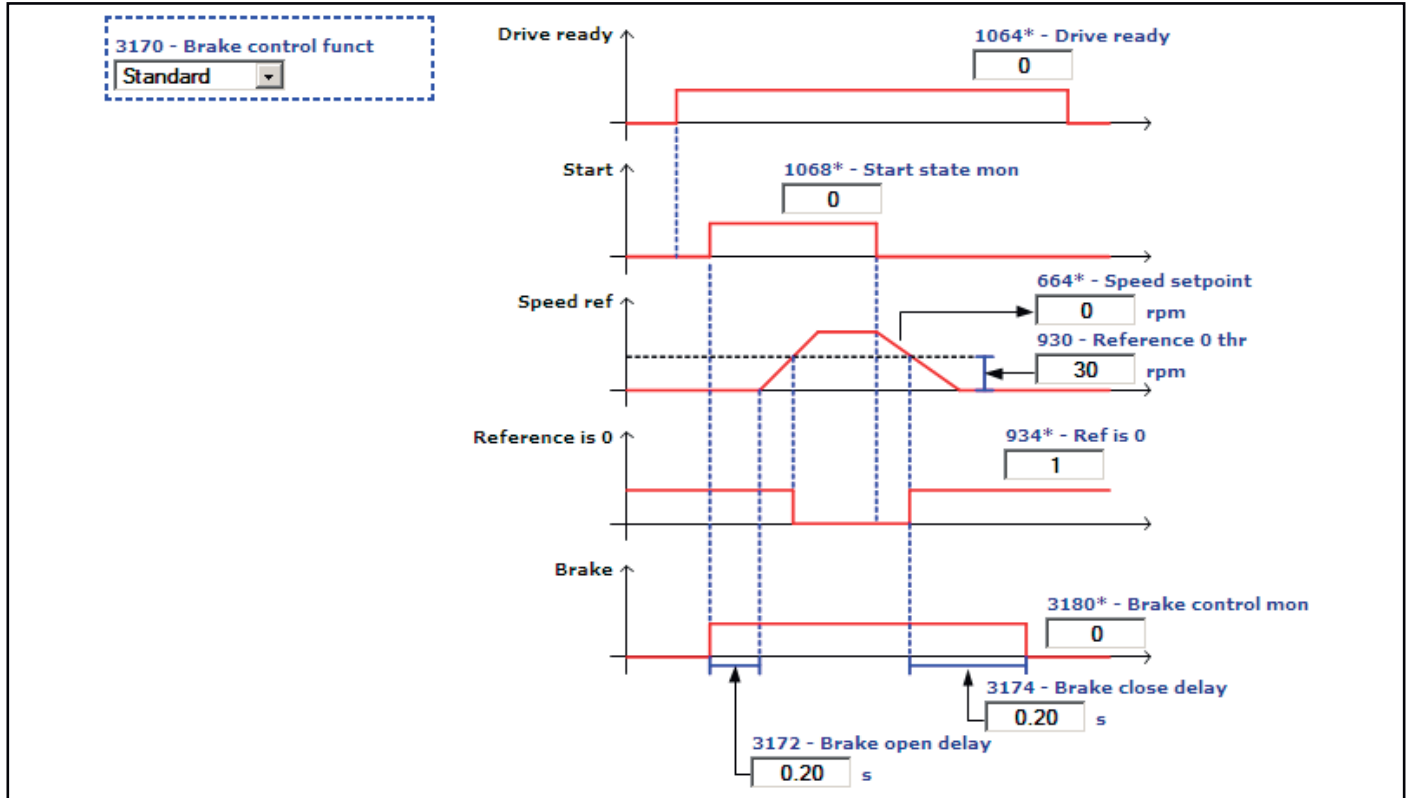 3170 - Brake control funct
Standard
Drive ready
1064* - Drive ready
0
Start
1068* - Start state mon
0
Speed ref
664* - Speed setpoint
0 rpm
930 - Reference 0 thr
30 rpm
Reference is 0
934* - Ref is 0
1
Brake
3180* - Brake control mon
0
3174 - Brake close delay
0.20 s
3172 - Brake open delay
0.20 s